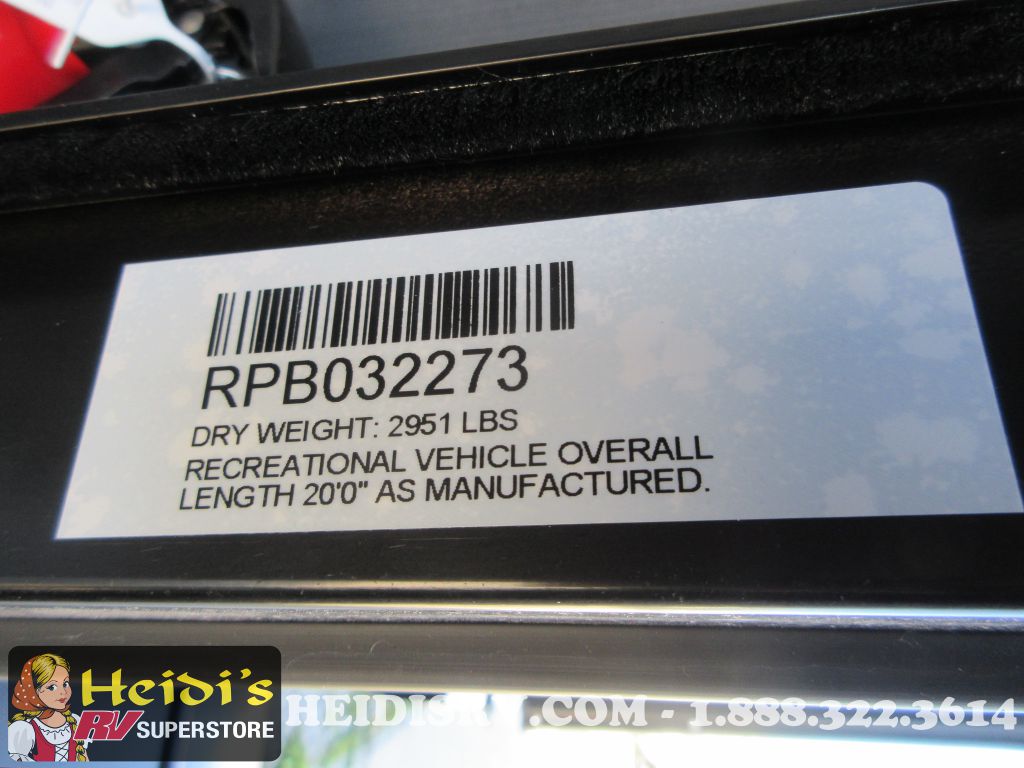 RPB032273
DRY WEIGHT: 2951 LBS
RECREATIONAL VEHICLE OVERALL
LENGTH 20'0" AS MANUFACTURED.
Heidi's
RV SUPERSTORE
HEIDISRV.COM - 1.888.322.3614